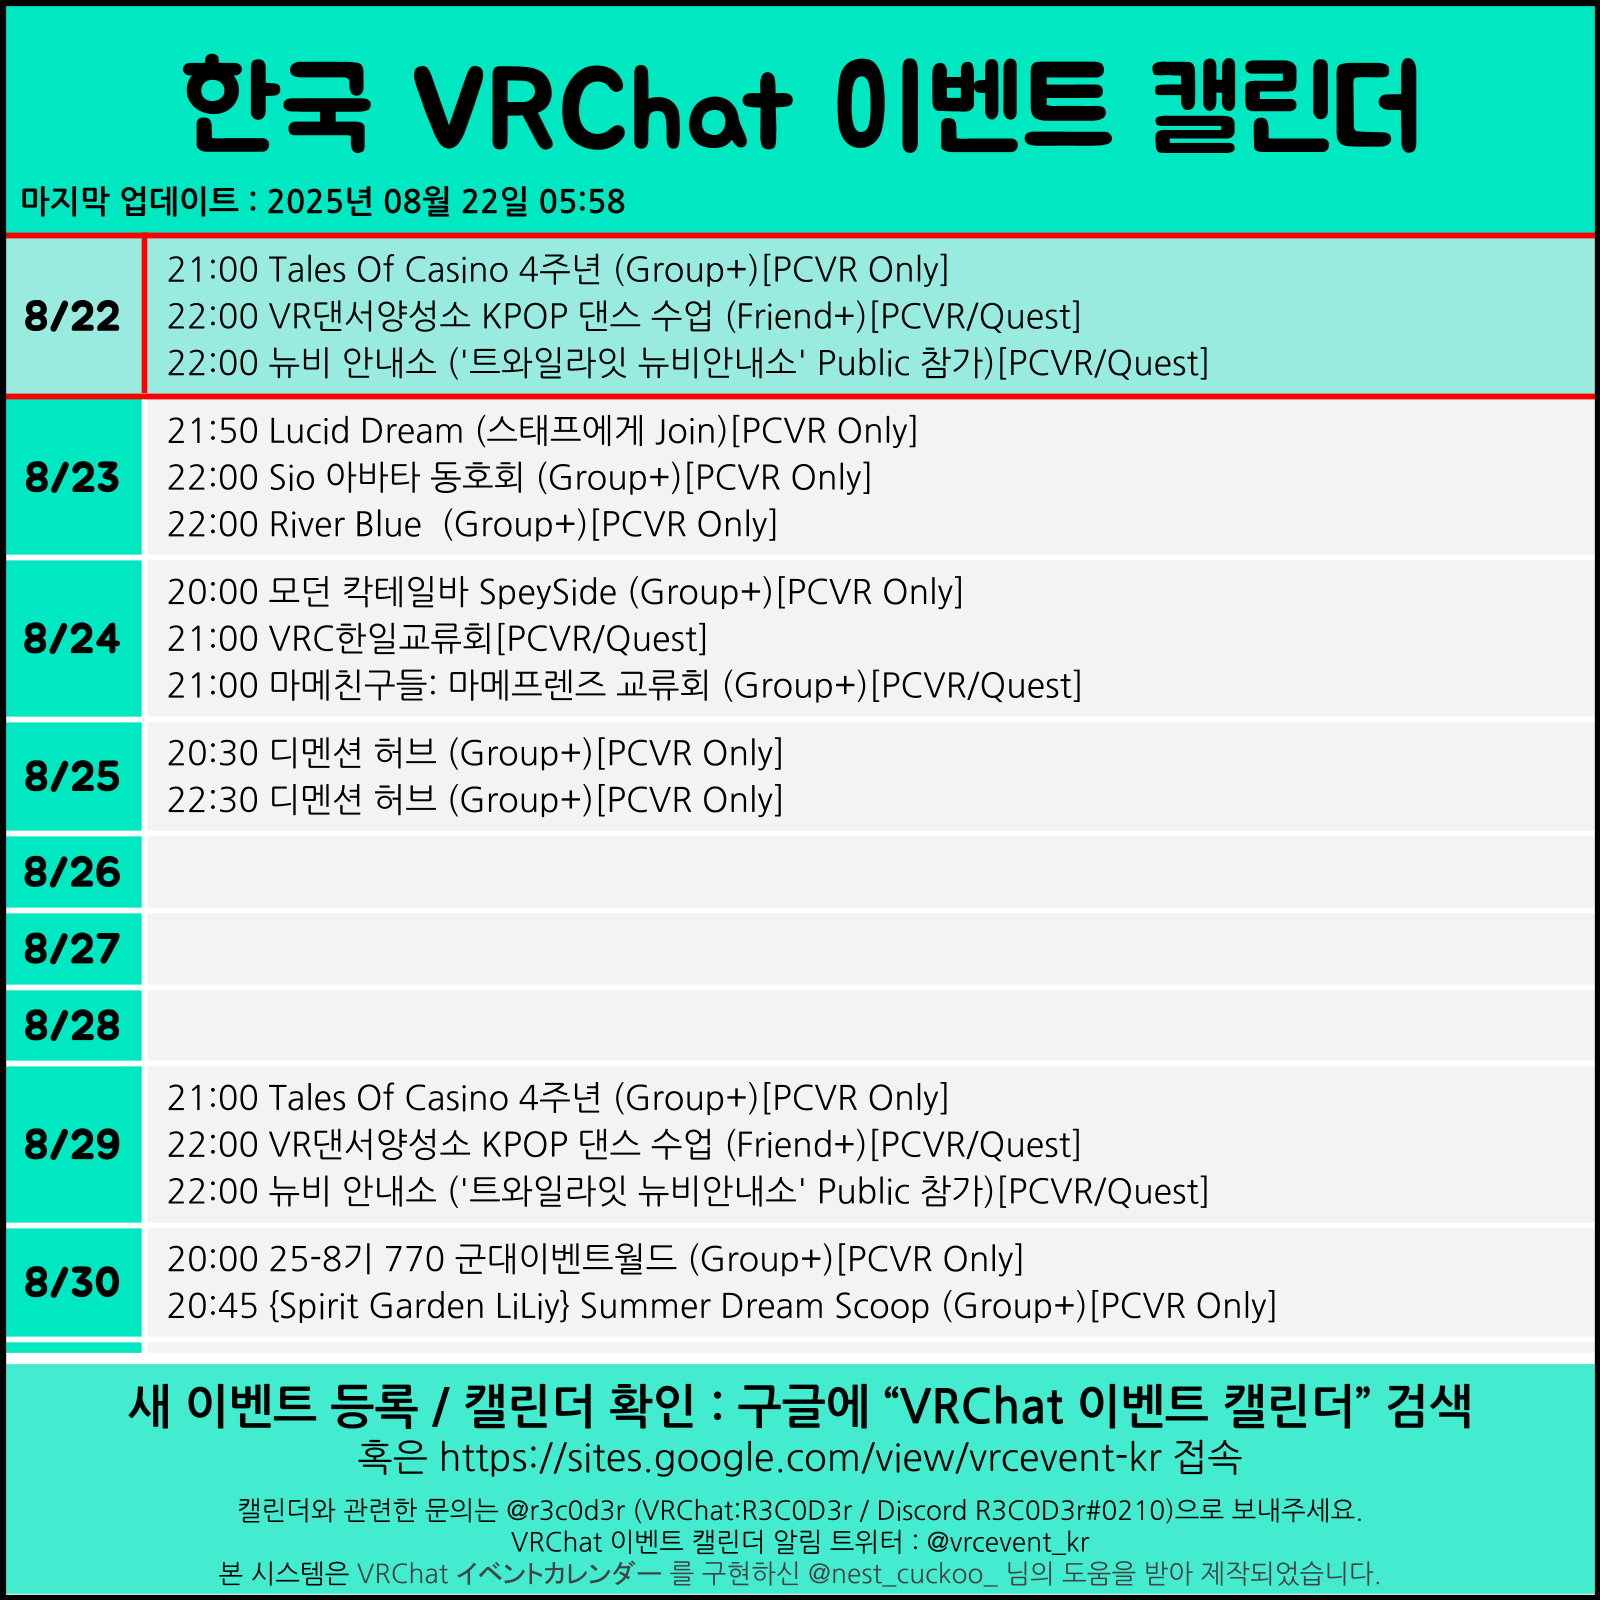 한국 VRChat 이벤트 캘린더
마지막 업데이트 : 2025년 08월 22일 05:58
8/22
21:00 Tales Of Casino 4주년 (Group+)[PCVR Only]
22:00 VR댄서양성소 KPOP 댄스 수업 (Friend+)[PCVR/Quest]
22:00 뉴비 안내소 ('트와일라잇 뉴비안내소' Public 참가)[PCVR/Quest]
8/23
21:50 Lucid Dream (스태프에게 Join)[PCVR Only]
22:00 Sio 아바타 동호회 (Group+)[PCVR Only]
22:00 River Blue  (Group+)[PCVR Only]
8/24
20:00 모던 칵테일바 SpeySide (Group+)[PCVR Only]
21:00 VRC한일교류회[PCVR/Quest]
21:00 마메친구들: 마메프렌즈 교류회 (Group+)[PCVR/Quest]
8/25
20:30 디멘션 허브 (Group+)[PCVR Only]
22:30 디멘션 허브 (Group+)[PCVR Only]
8/26
8/27
8/28
8/29
21:00 Tales Of Casino 4주년 (Group+)[PCVR Only]
22:00 VR댄서양성소 KPOP 댄스 수업 (Friend+)[PCVR/Quest]
22:00 뉴비 안내소 ('트와일라잇 뉴비안내소' Public 참가)[PCVR/Quest]
8/30
20:00 25-8기 770 군대이벤트월드 (Group+)[PCVR Only]
20:45 {Spirit Garden LiLiy} Summer Dream Scoop (Group+)[PCVR Only]
새 이벤트 등록 / 캘린더 확인 : 구글에 “VRChat 이벤트 캘린더” 검색
혹은 https://sites.google.com/view/vrcevent-kr 접속
캘린더와 관련한 문의는 @r3c0d3r (VRChat:R3C0D3r / Discord R3C0D3r#0210)으로 보내주세요.
VRChat 이벤트 캘린더 알림 트위터 : @vrcevent_kr
본 시스템은 VRChat イベントカレンダー 를 구현하신 @nest_cuckoo_ 님의 도움을 받아 제작되었습니다.